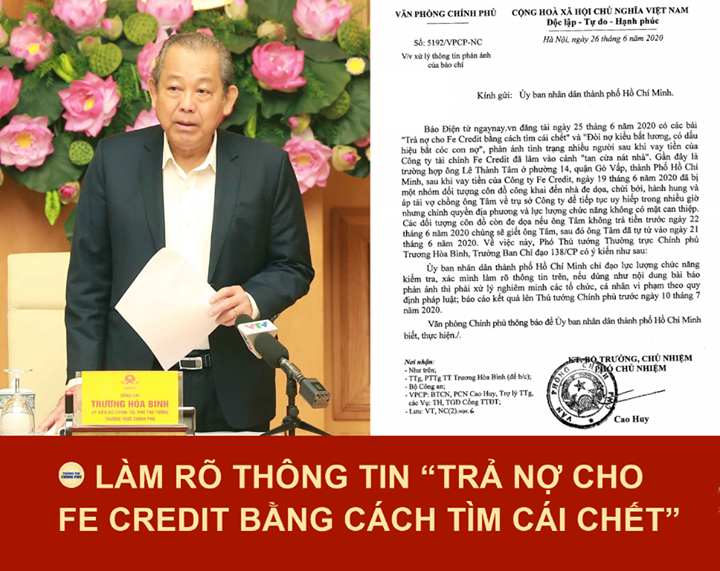 ĐỒNG CHÍ
TRƯƠNG HÒA BÌNH
ỦY VIÊN BỘ CHÍNH TRỊ, PHÓ THỦ TƯỚNG
THƯỜNG TRỰC CHÍNH PHỦ
VTV
VĂN PHÒNG CHÍNH PHỦ
Số: 5192/VPCP-NC
V/v xử lý thông tin phản ánh
của báo chí
CỘNG HOÀ XÃ HỘI CHỦ NGHĨA VIỆT NAM
Độc lập - Tự do - Hạnh phúc
Hà Nội, ngày 26 tháng 6 năm 2020
Kính gửi: Ủy ban nhân dân thành phố Hồ Chí Minh.
Báo Điện tử ngaynay.vn đăng tải ngày 25 tháng 6 năm 2020 có các bài
"Trả nợ cho Fe Credit bằng cách tìm cái chết" và "Đòi nợ kiểu bất lương, có dấu
hiệu bắt cóc con nợ", phản ánh tình trạng nhiều người sau khi vay tiền của
Công ty tài chính Fe Credit đã lâm vào cảnh "tan cửa nát nhà". Gần đây là
trường hợp ông Lê Thành Tâm ở phường 14, quận Gò Vấp, thành Phố Hồ Chí
Minh, sau khi vay tiền của Công ty Fe Credit, ngày 19 tháng 6 năm 2020 đã bị
một nhóm đối tượng côn đồ công khai đến nhà đe dọa, chửi bới, hành hung và
áp tải vợ chồng ông Tâm về trụ sở Công ty để tiếp tục uy hiếp trong nhiều giờ
nhưng chính quyền địa phương và lực lượng chức năng không có mặt can thiệp.
Các đối tượng côn đồ còn đe dọa nếu ông Tâm không trả tiền trước ngày 22
tháng 6 năm 2020 chúng sẽ giết ông Tâm, sau đó ông Tâm đã tự tử vào ngày 21
tháng 6 năm 2020. Về việc này, Phó Thủ tướng Thường trực Chính phủ
Trương Hòa Bình, Trưởng Ban Chỉ đạo 138/CP có ý kiến như sau:
Ủy ban nhân dân thành phố Hồ Chí Minh chỉ đạo lực lượng chức năng
kiểm tra, xác minh làm rõ thông tin trên, nếu đúng như nội dung bài báo
phản ánh thì phải xử lý nghiêm minh các tổ chức, cá nhân vi phạm theo quy
định pháp luật; báo cáo kết quả lên Thủ tướng Chính phủ trước ngày 10 tháng 7
năm 2020.
Văn phòng Chính phủ thông báo để Ủy ban nhân dân thành phố Hồ Chí Minh
biết, thực hiện./.
Nơi nhận:
- Như trên;
- TTg, PTTg TT Trương Hòa Bình (để b/c);
- Bộ Công an;
- VPCP: BTCN, PCN Cao Huy, Trợ lý TTg,
các Vụ: TH, TGĐ Cổng TTĐT;
- Lưu: VT, NC(2).
KT. BỘ TRƯỞNG, CHỦ NHIỆM
PHÓ CHỦ NHIỆM
VĂN PHÒNG CHÍNH PHỦ
Cao Huy
THÔNG TIN
CHÍNH PHỦ
LÀM RÕ THÔNG TIN “TRẢ NỢ CHO
FE CREDIT BẰNG CÁCH TÌM CÁI CHẾT”